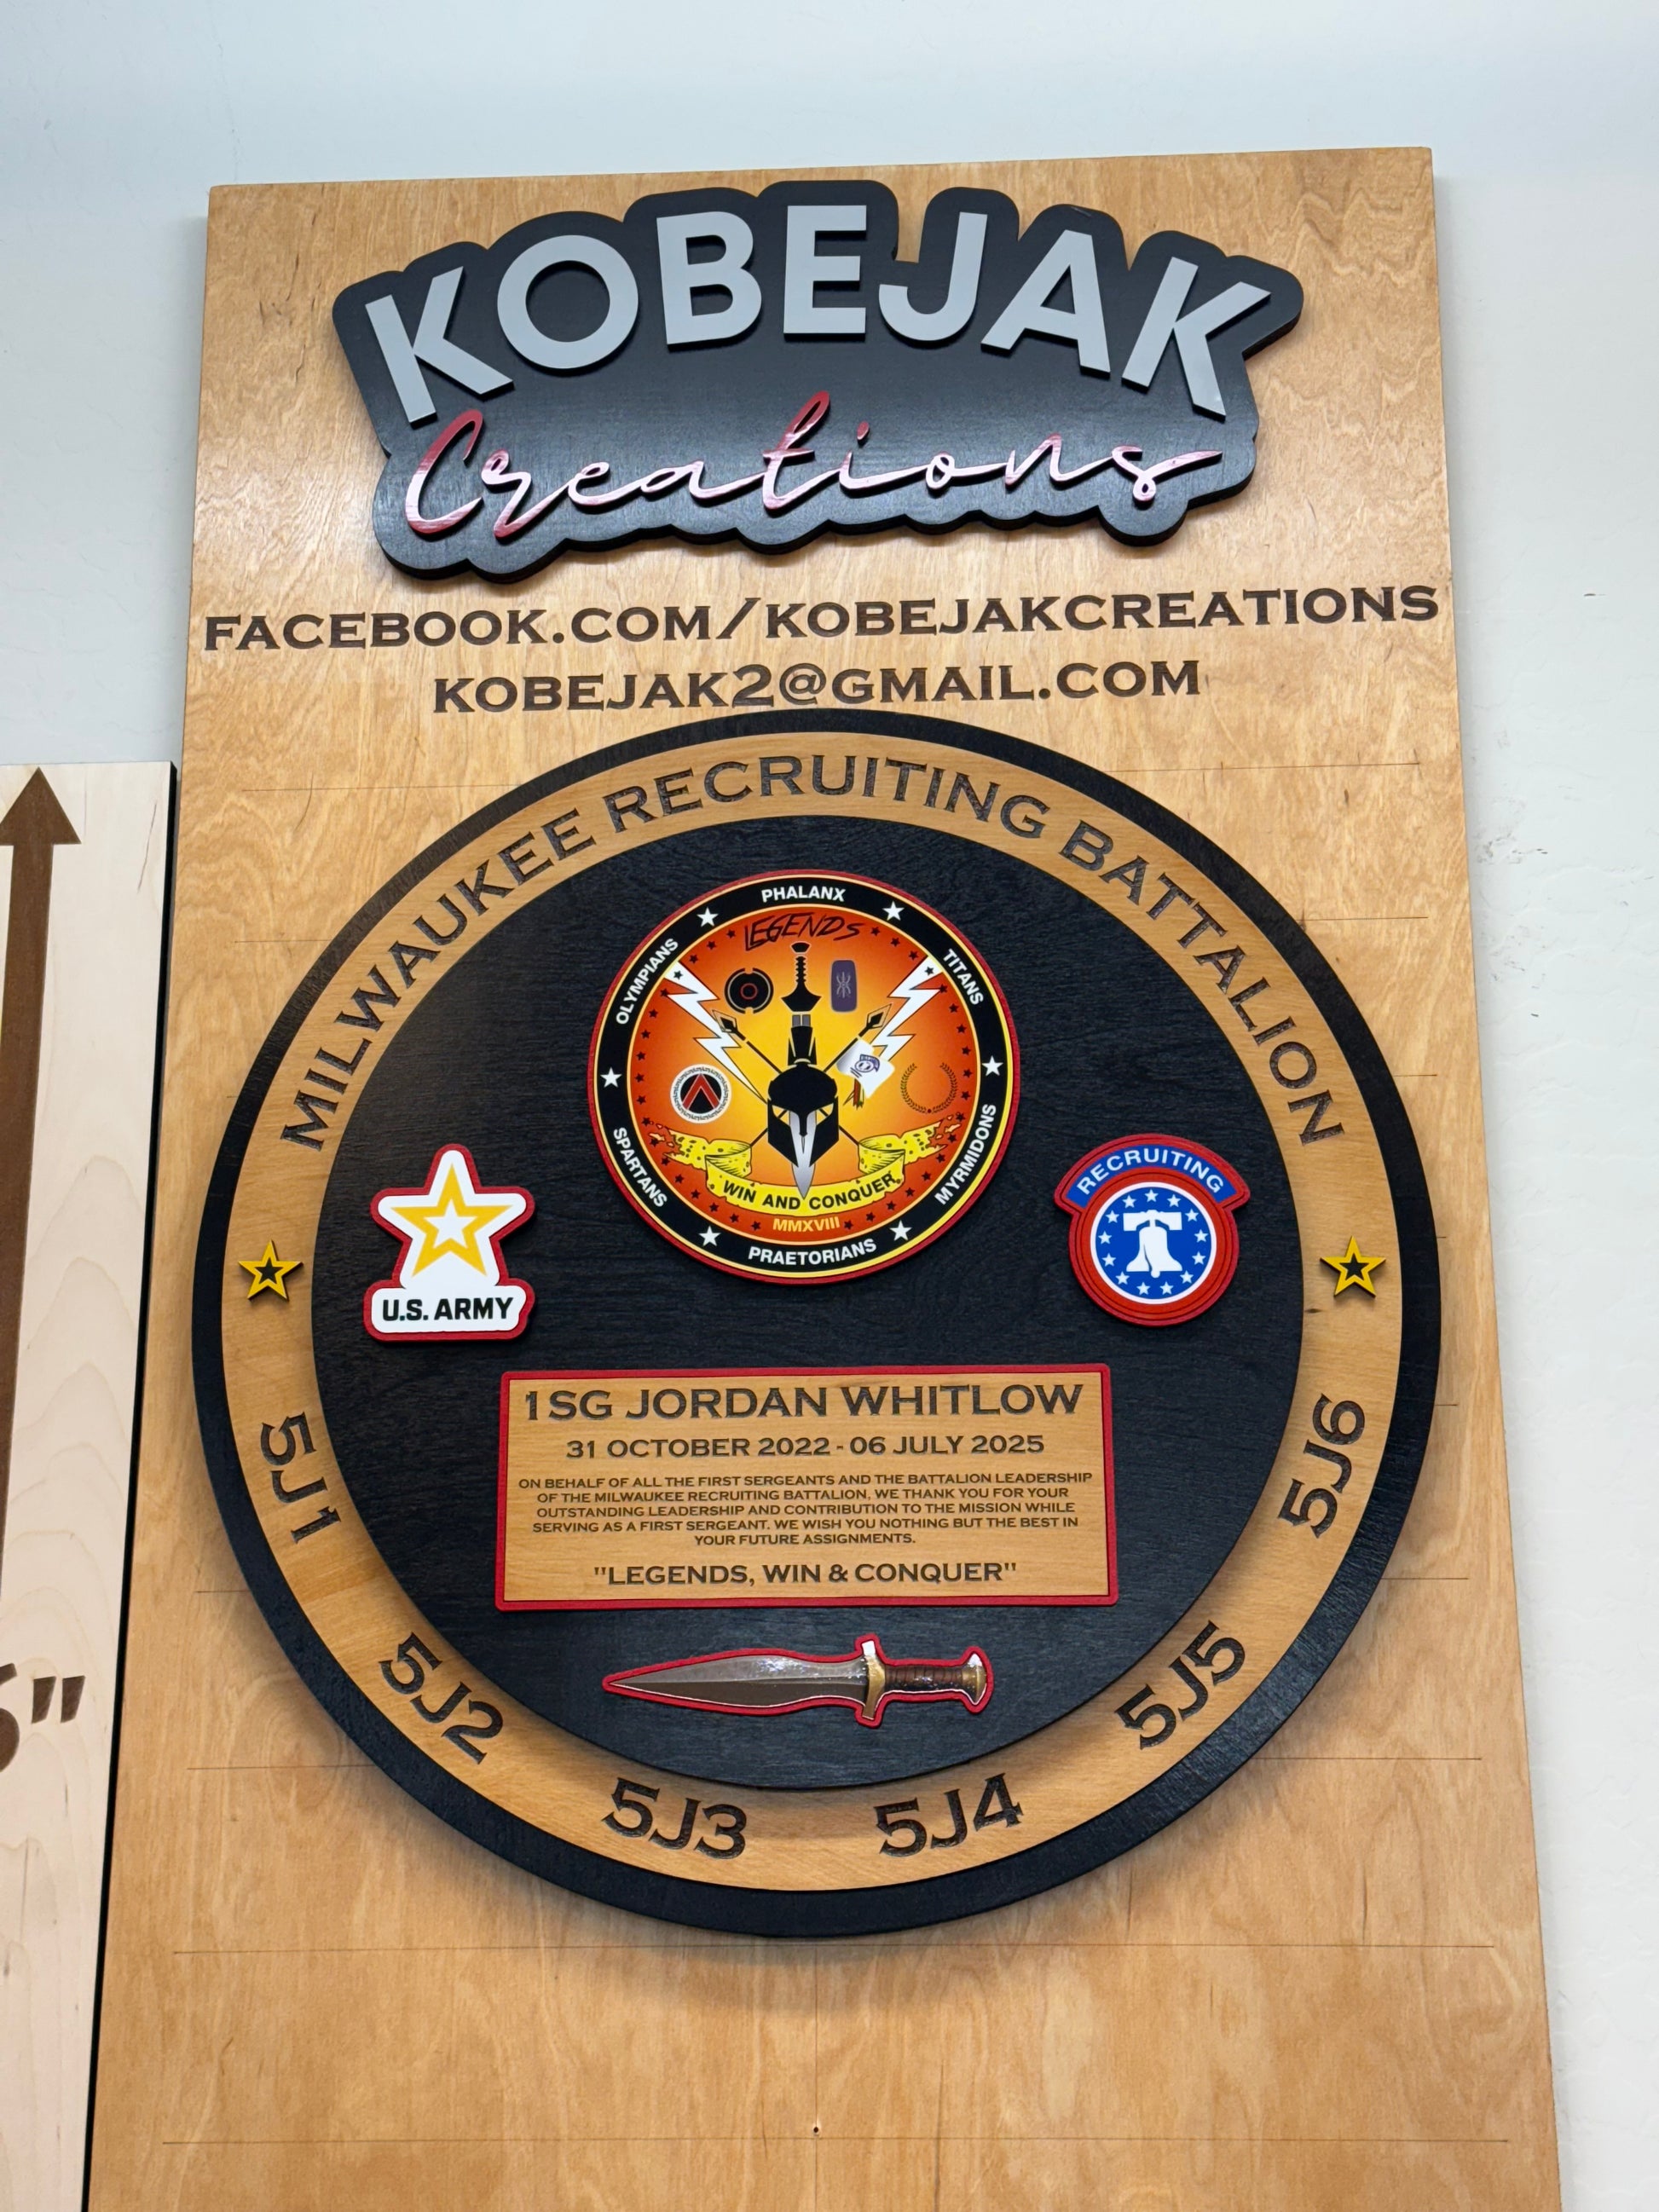 KOBEJAK
Creations
FACEBOOK.COM/KOBEJAKCREATIONS
KOBEJAK2@GMAIL.COM
MILWAUKEE RECRUITING BATTALION
PHALANX
LEGENDS
OLYMPIANS
TITANS
SPARTANS
MYRMIDONS
WIN AND CONQUER
MMXVIII
PRAETORIANS
U.S. ARMY
RECRUITING
1SG JORDAN WHITLOW
31 OCTOBER 2022 - 06 JULY 2025
ON BEHALF OF ALL THE FIRST SERGEANTS AND THE BATTALION LEADERSHIP
OF THE MILWAUKEE RECRUITING BATTALION, WE THANK YOU FOR YOUR
OUTSTANDING LEADERSHIP AND CONTRIBUTION TO THE MISSION WHILE
SERVING AS A FIRST SERGEANT. WE WISH YOU NOTHING BUT THE BEST IN
YOUR FUTURE ASSIGNMENTS.
"LEGENDS, WIN & CONQUER"
5J1
5J2
5J3
5J4
5J5
5J6